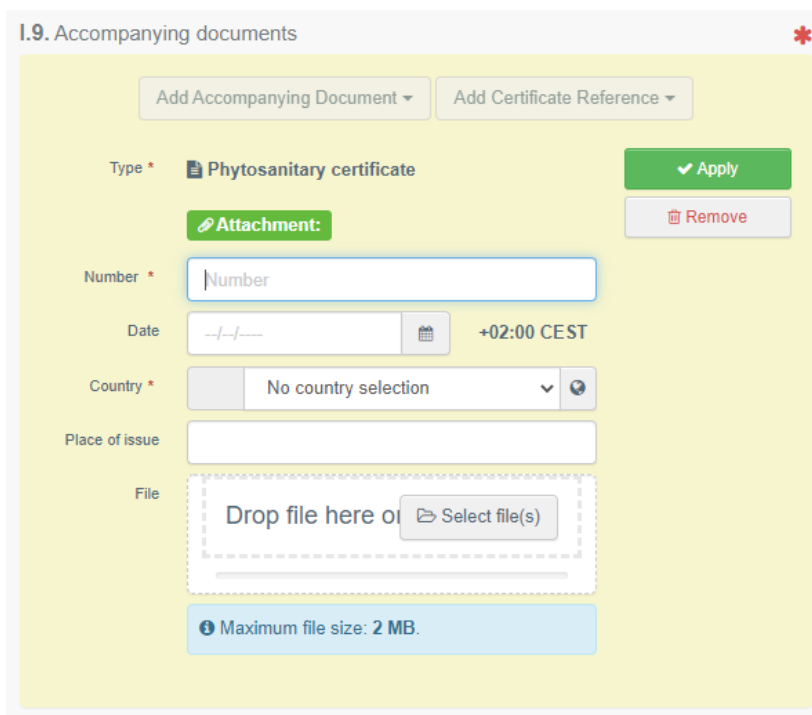 I.9. Accompanying documents *
Add Accompanying Document Add Certificate Reference
Type * Phytosanitary certificate Apply
Attachment: Remove
Number * Number
Date --/--/---- +02:00 CEST
Country * No country selection
Place of issue
File Drop file here or Select file(s)
Maximum file size: 2 MB.